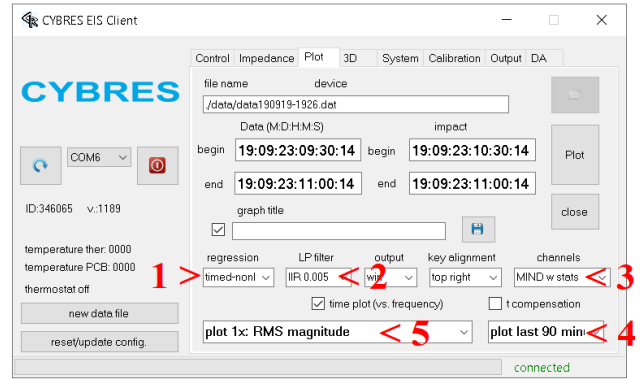 CYBRES EIS Client
Control Impedance Plot 3D System Calibration Output DA
CYBRES
file name device
./data/data190919-1926.dat
Data (M:D:H:M:S) impact
begin 19:09:23:09:30:14 begin 19:09:23:10:30:14 Plot
COM6
end 19:09:23:11:00:14 end 19:09:23:11:00:14
ID:346065 v.:1189
graph title close
temperature ther: 0000
temperature PCB: 0000
thermostat off
regression LP filter output key alignment channels
1 > timed-nonl IIR 0.005 < 2 win top right MIND w stats < 3
time plot (vs. frequency) t compensation
new data file
plot 1x: RMS magnitude < 5 plot last 90 min < 4
reset/update config.
connected